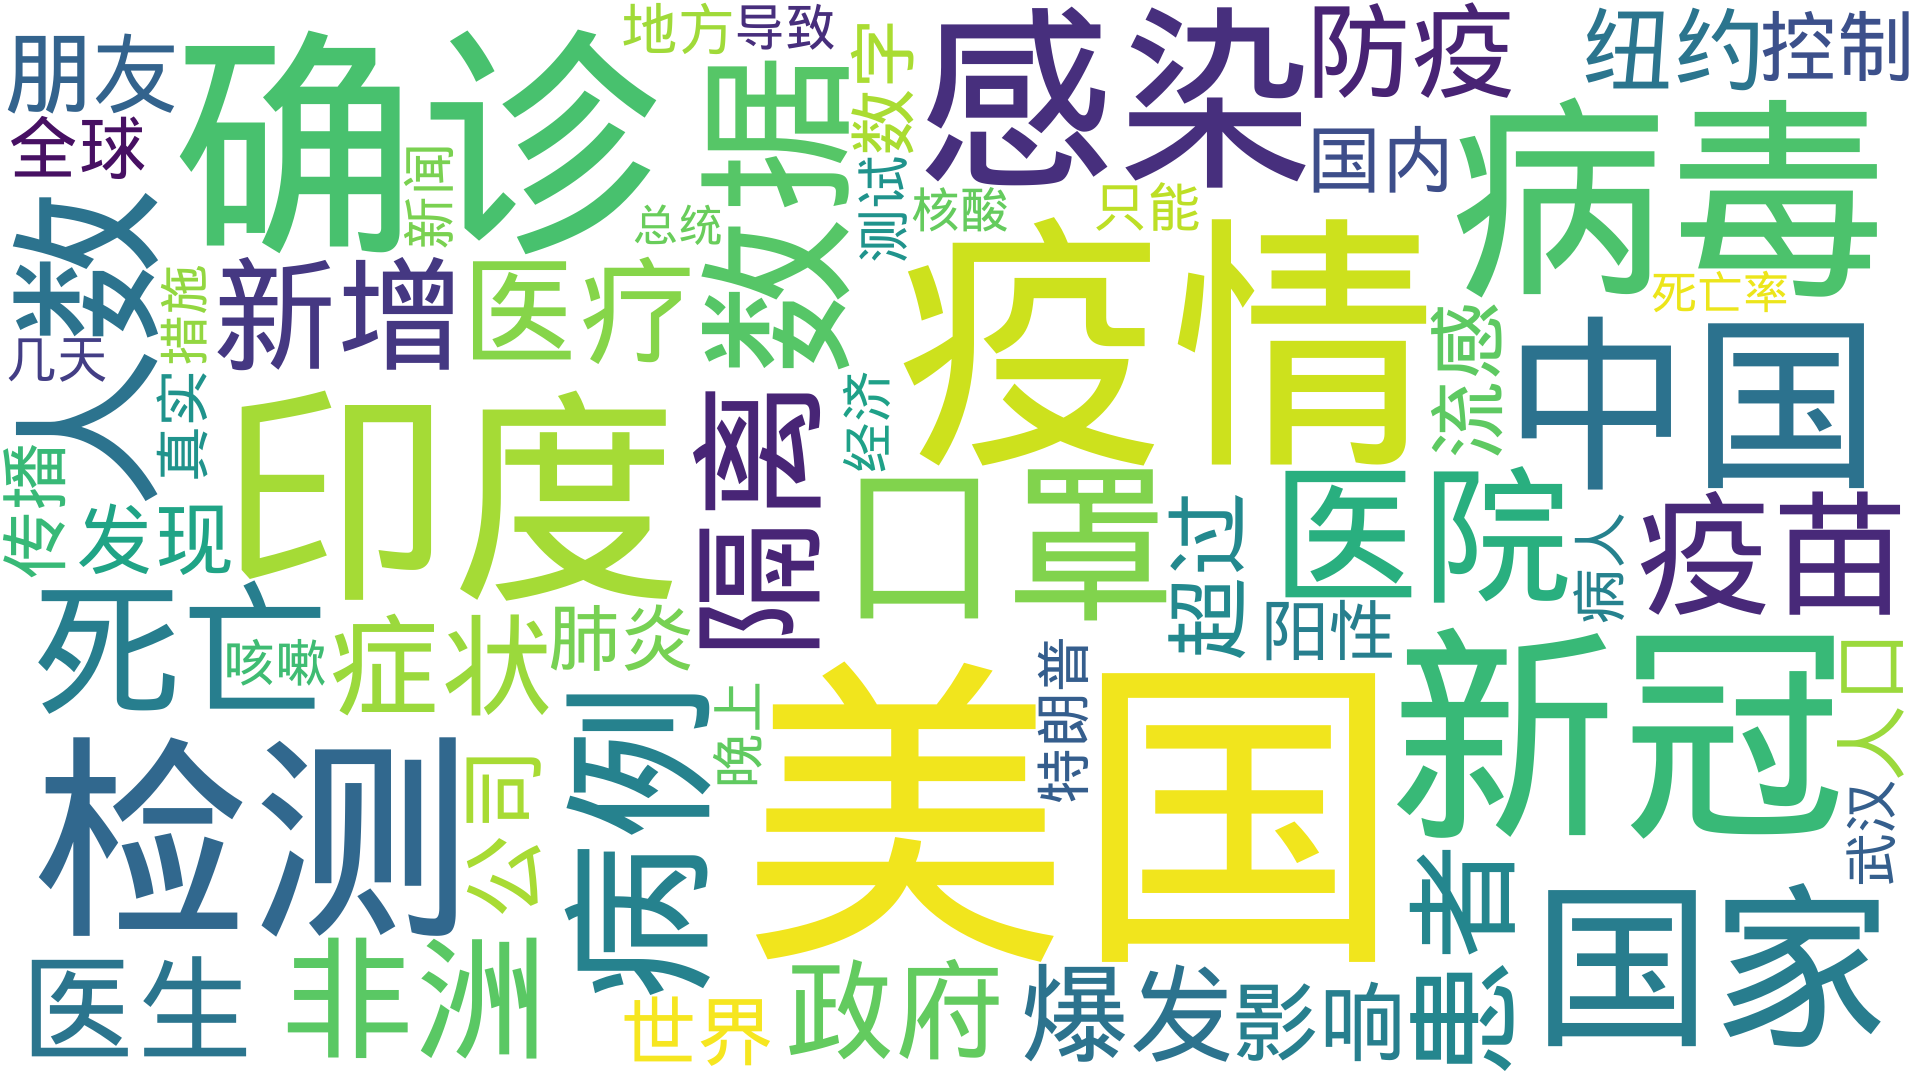 朋友
确诊
地方
导致
数据
数字
感染
防疫
纽约
控制
全球
新闻
总统
测试
核酸
只能
国内
病毒
人数
新增
医疗
措施
疫情
死亡率
流感
中国
几天
真实
印度
隔离
经济
口罩
超过
医院
病人
疫苗
传播
发现
死亡
咳嗽
症状
肺炎
阳性
新冠
人口
检测
公司
病例
晚上
美国
特朗普
武汉
患者
国家
医生
非洲
世界
政府
爆发
影响